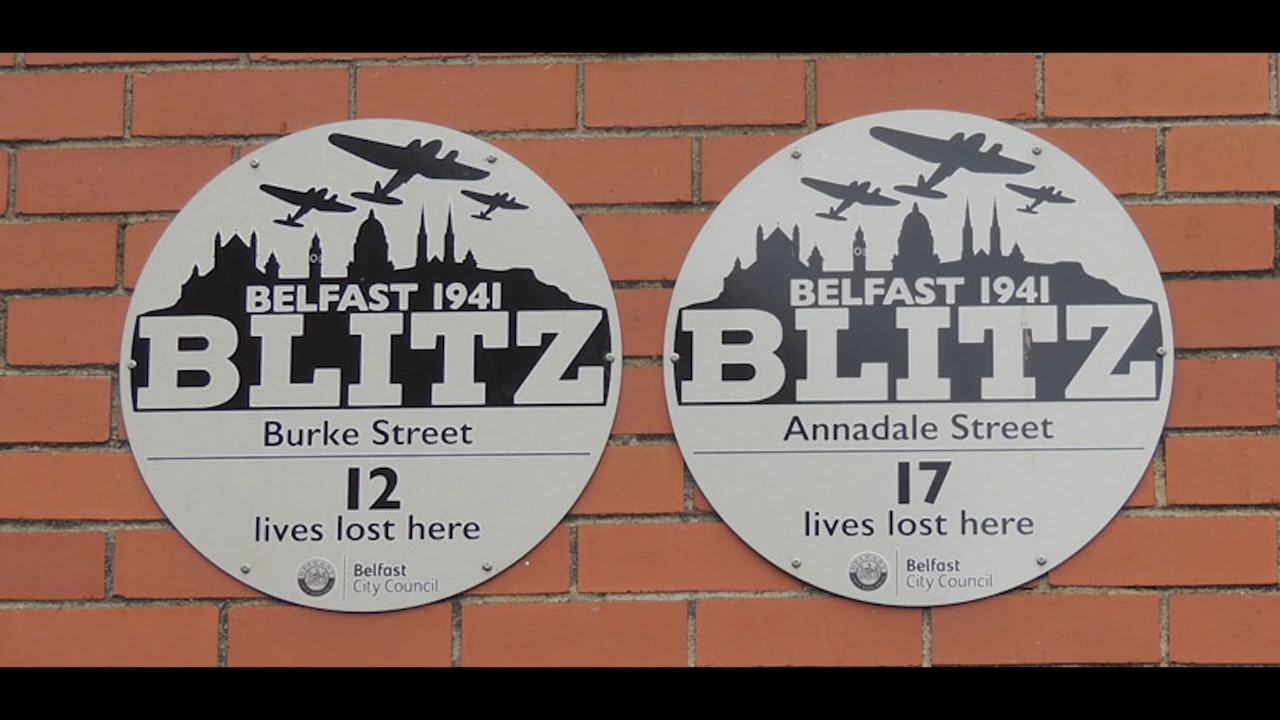 BELFAST 1941
BLITZ
Burke Street
12
lives lost here
Belfast
City Council
BELFAST 1941
BLITZ
Annadale Street
17
lives lost here
Belfast
City Council